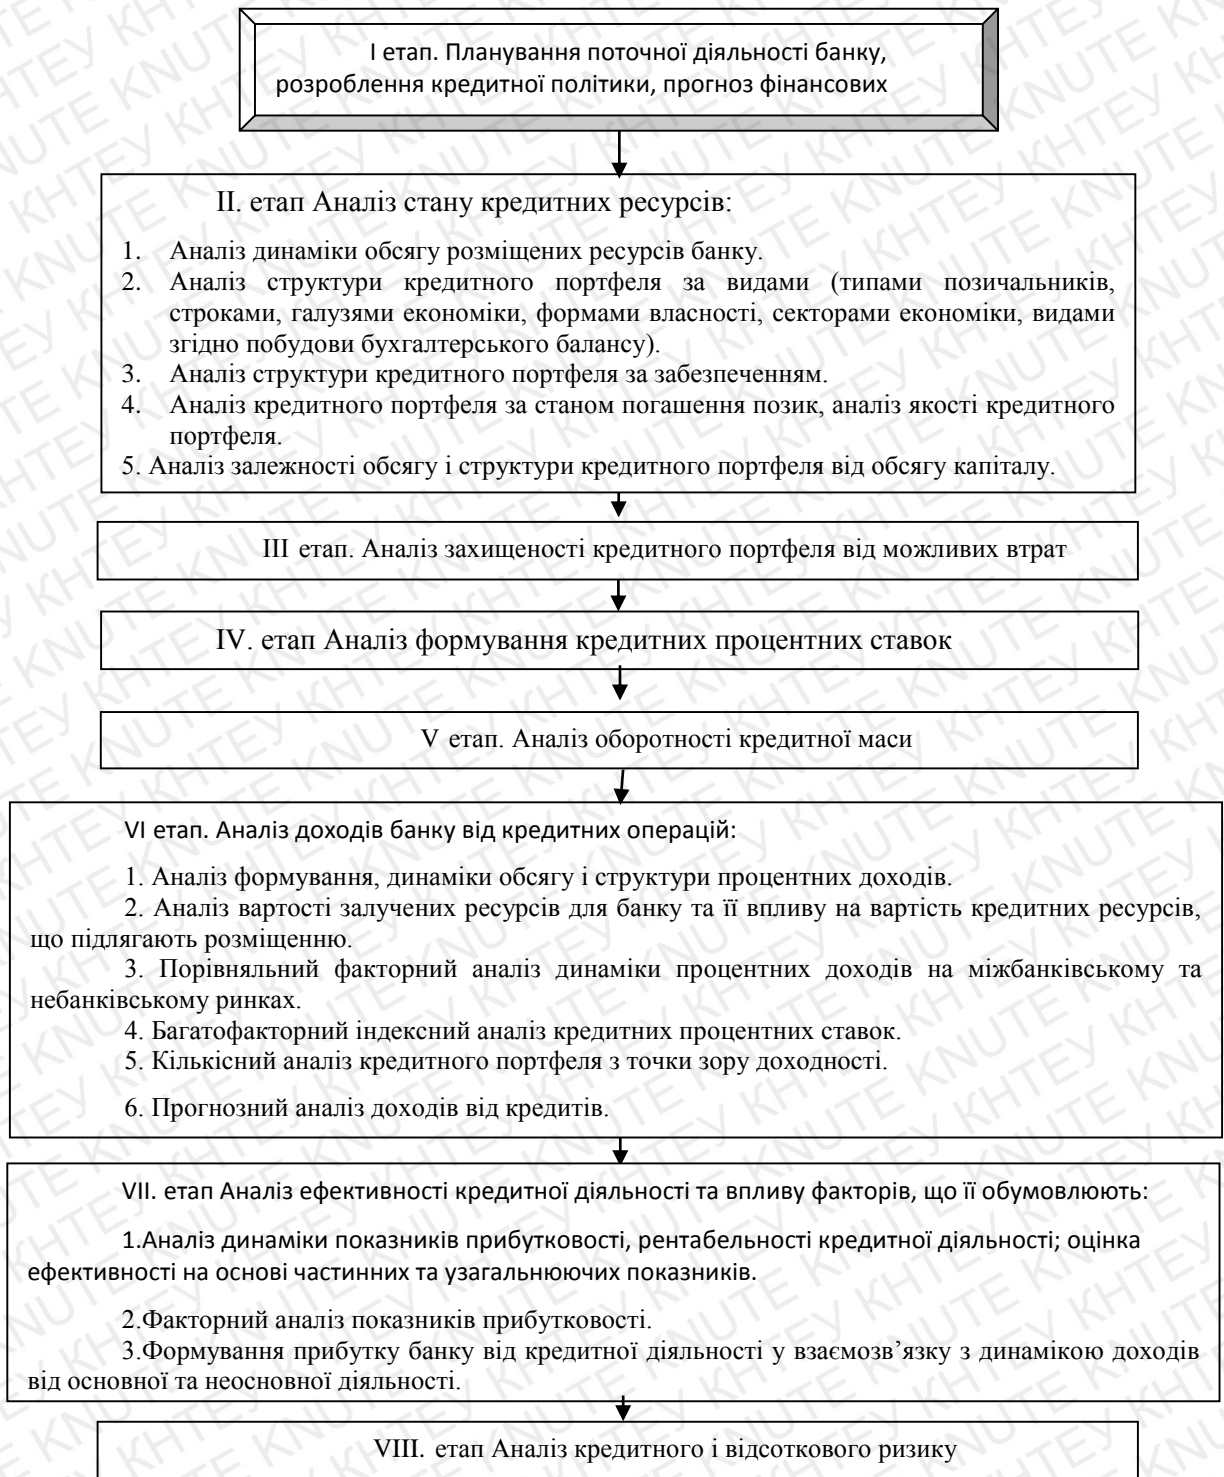 І етап. Планування поточної діяльності банку,
розроблення кредитної політики, прогноз фінансових
ІІ. етап Аналіз стану кредитних ресурсів:
1. Аналіз динаміки обсягу розміщених ресурсів банку.
2. Аналіз структури кредитного портфеля за видами (типами позичальників,
строками, галузями економіки, формами власності, секторами економіки, видами
згідно побудови бухгалтерського балансу).
3. Аналіз структури кредитного портфеля за забезпеченням.
4. Аналіз кредитного портфеля за станом погашення позик, аналіз якості кредитного
портфеля.
5. Аналіз залежності обсягу і структури кредитного портфеля від обсягу капіталу.
ІІІ етап. Аналіз захищеності кредитного портфеля від можливих втрат
IV. етап Аналіз формування кредитних процентних ставок
V етап. Аналіз оборотності кредитної маси
VI етап. Аналіз доходів банку від кредитних операцій:
1. Аналіз формування, динаміки обсягу і структури процентних доходів.
2. Аналіз вартості залучених ресурсів для банку та її впливу на вартість кредитних ресурсів,
що підлягають розміщенню.
3. Порівняльний факторний аналіз динаміки процентних доходів на міжбанківському та
небанківському ринках.
4. Багатофакторний індексний аналіз кредитних процентних ставок.
5. Кількісний аналіз кредитного портфеля з точки зору доходності.
6. Прогнозний аналіз доходів від кредитів.
VII. етап Аналіз ефективності кредитної діяльності та впливу факторів, що її обумовлюють:
1.Аналіз динаміки показників прибутковості, рентабельності кредитної діяльності; оцінка
ефективності на основі частинних та узагальнюючих показників.
2.Факторний аналіз показників прибутковості.
3.Формування прибутку банку від кредитної діяльності у взаємозв’язку з динамікою доходів
від основної та неосновної діяльності.
VIII. етап Аналіз кредитного і відсоткового ризику